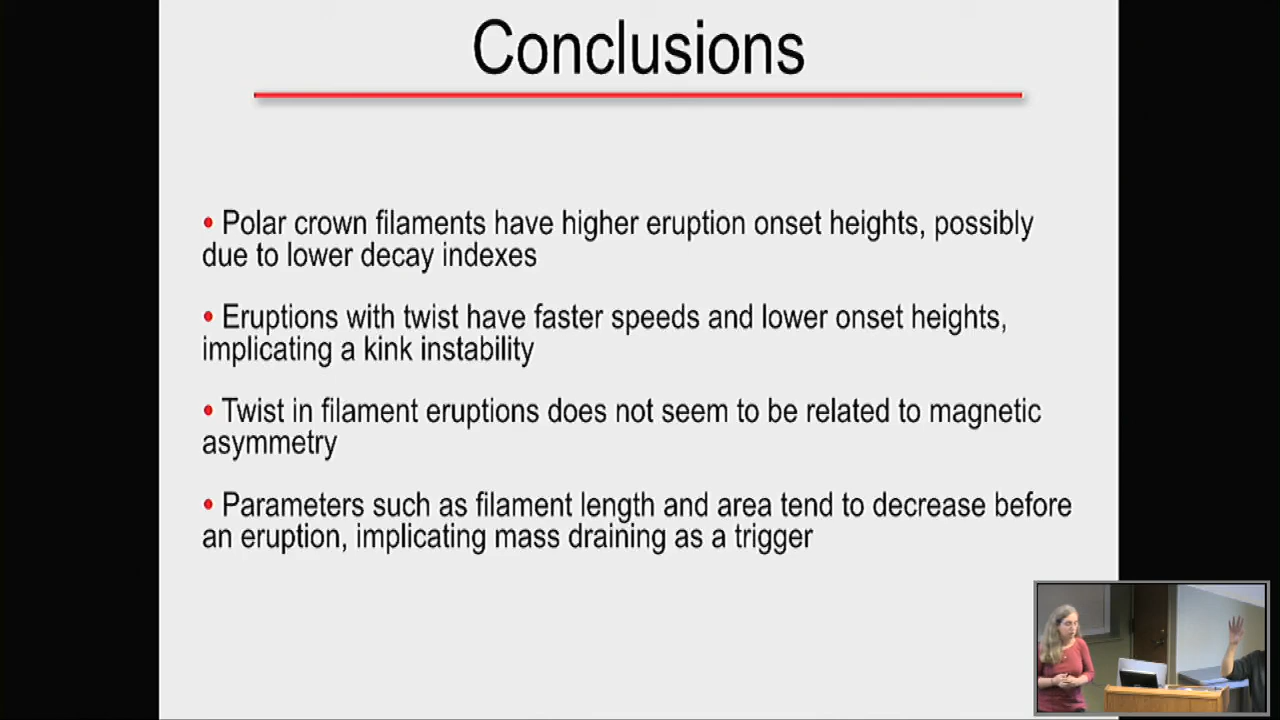 Conclusions
• Polar crown filaments have higher eruption onset heights, possibly
due to lower decay indexes
• Eruptions with twist have faster speeds and lower onset heights,
implicating a kink instability
• Twist in filament eruptions does not seem to be related to magnetic
asymmetry
• Parameters such as filament length and area tend to decrease before
an eruption, implicating mass draining as a trigger